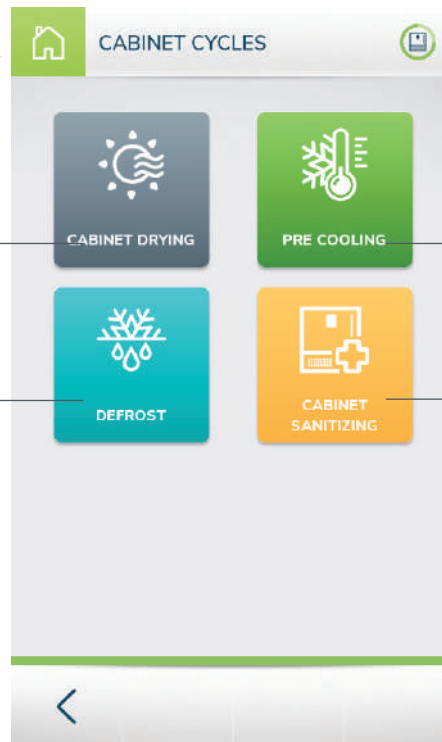 CABINET CYCLES
CABINET DRYING
PRE COOLING
DEFROST
CABINET
SANITIZING